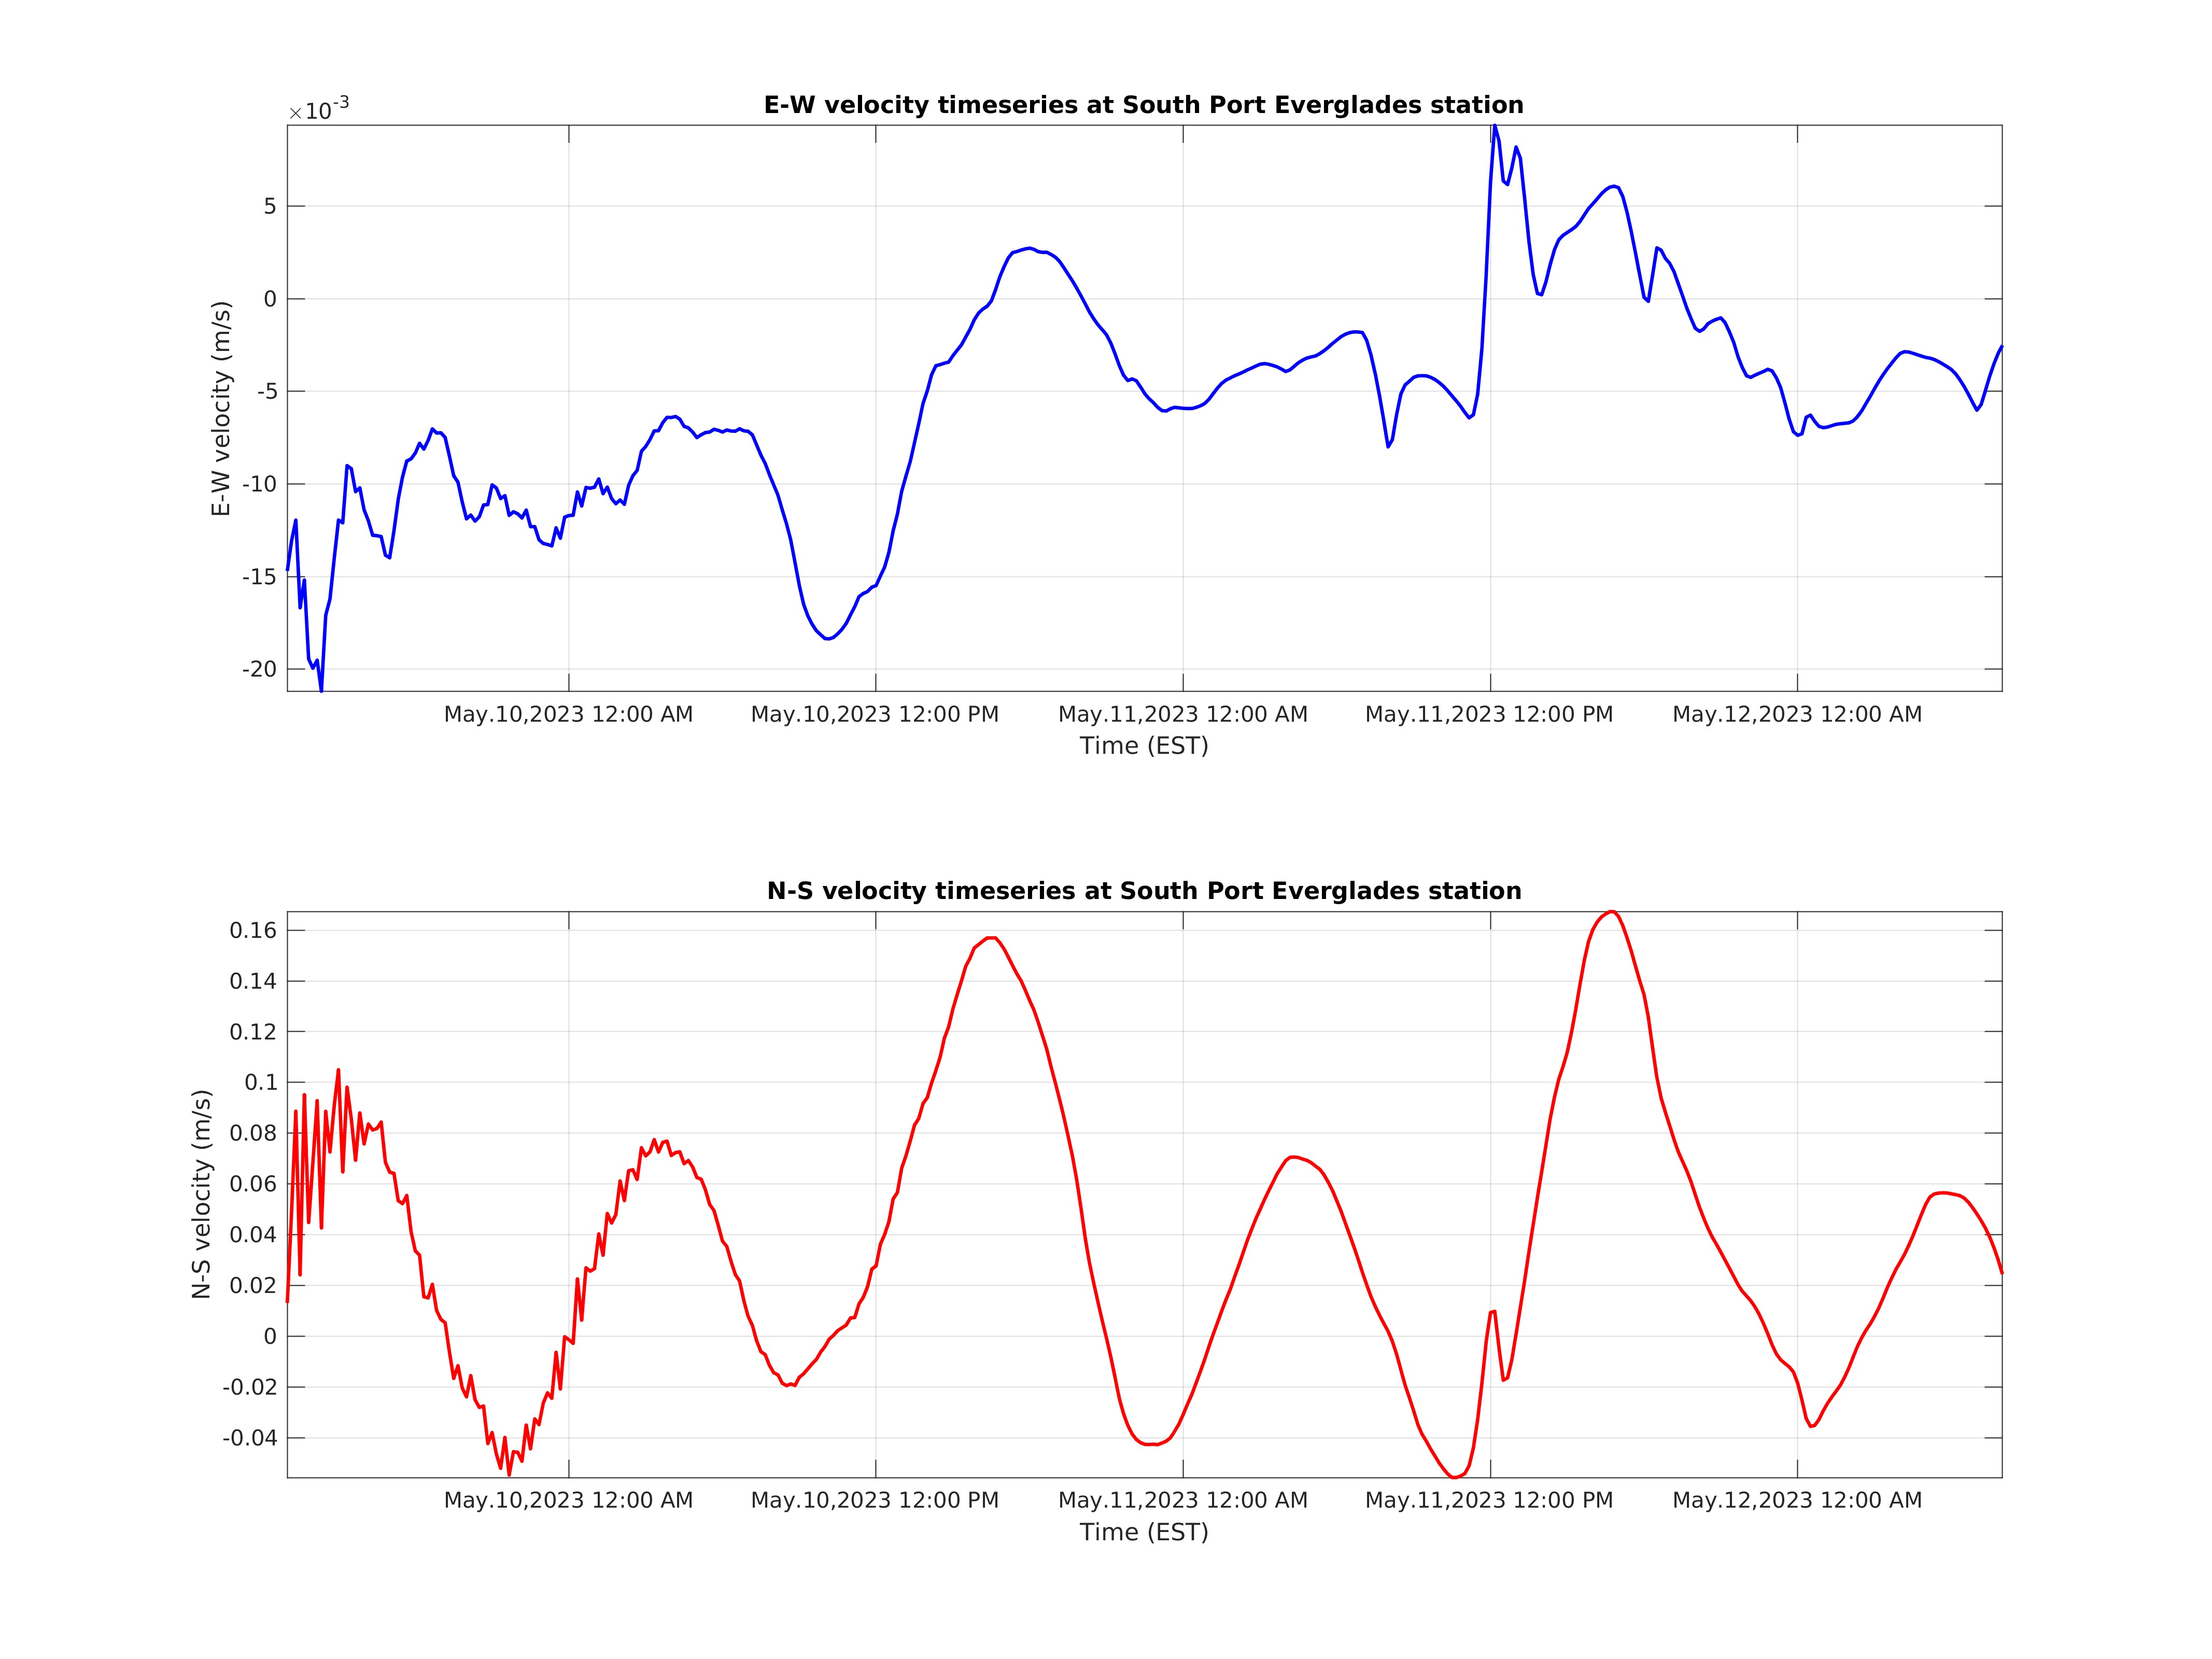 E-W velocity timeseries at South Port Everglades station
×10-3
E-W velocity (m/s)
5
0
-5
-10
-15
-20
May.10,2023 12:00 AM May.10,2023 12:00 PM May.11,2023 12:00 AM May.11,2023 12:00 PM May.12,2023 12:00 AM
Time (EST)
N-S velocity timeseries at South Port Everglades station
N-S velocity (m/s)
0.16
0.14
0.12
0.1
0.08
0.06
0.04
0.02
0
-0.02
-0.04
May.10,2023 12:00 AM May.10,2023 12:00 PM May.11,2023 12:00 AM May.11,2023 12:00 PM May.12,2023 12:00 AM
Time (EST)